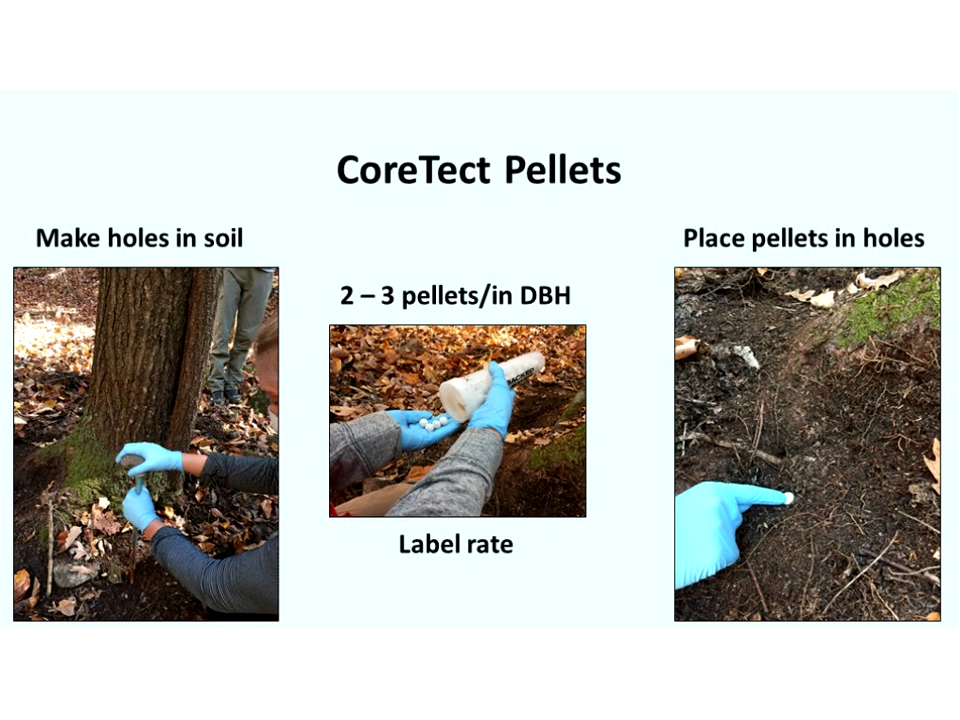 CoreTect Pellets
Make holes in soil
2 – 3 pellets/in DBH
Label rate
Place pellets in holes